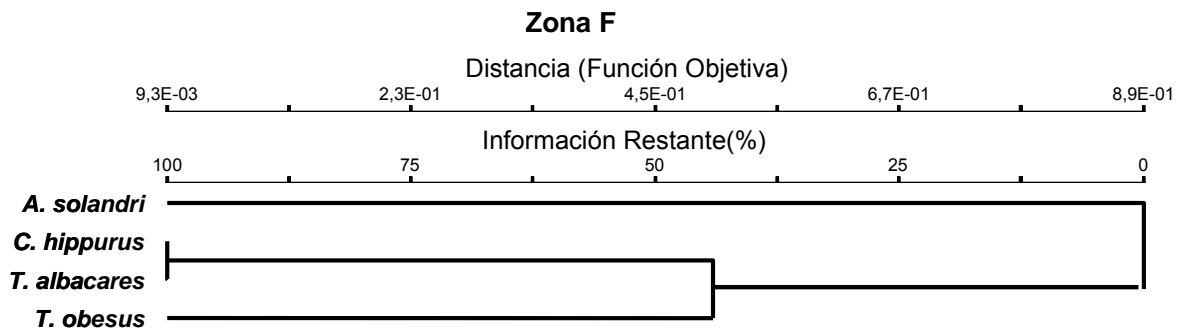 Zona F
Distancia (Función Objetiva)
9,3E-03 2,3E-01 4,5E-01 6,7E-01 8,9E-01
Información Restante(%)
100 75 50 25 0
A. solandri
C. hippurus
T. albacares
T. obesus